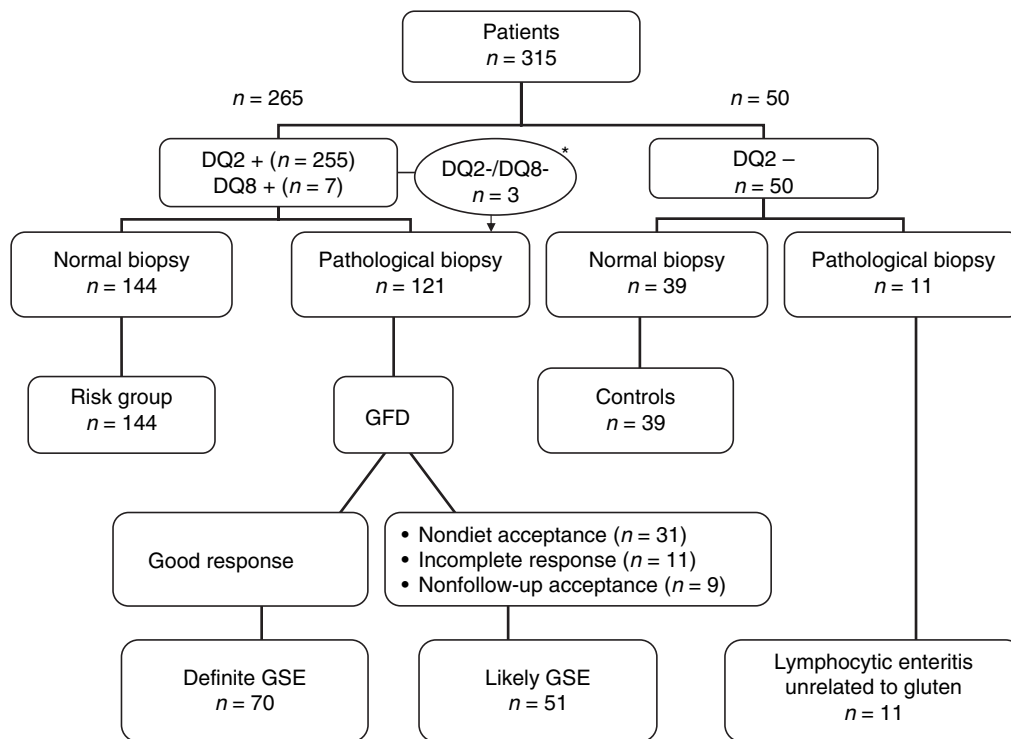 Patients
n = 315
n = 265
n = 50
DQ2 + (n = 255)
DQ8 + (n = 7)
DQ2-/DQ8-
n = 3
*
DQ2 –
n = 50
Normal biopsy
n = 144
Pathological biopsy
n = 121
Normal biopsy
n = 39
Pathological biopsy
n = 11
Risk group
n = 144
GFD
Controls
n = 39
Good response
• Nondiet acceptance (n = 31)
• Incomplete response (n = 11)
• Nonfollow-up acceptance (n = 9)
Definite GSE
n = 70
Likely GSE
n = 51
Lymphocytic enteritis
unrelated to gluten
n = 11